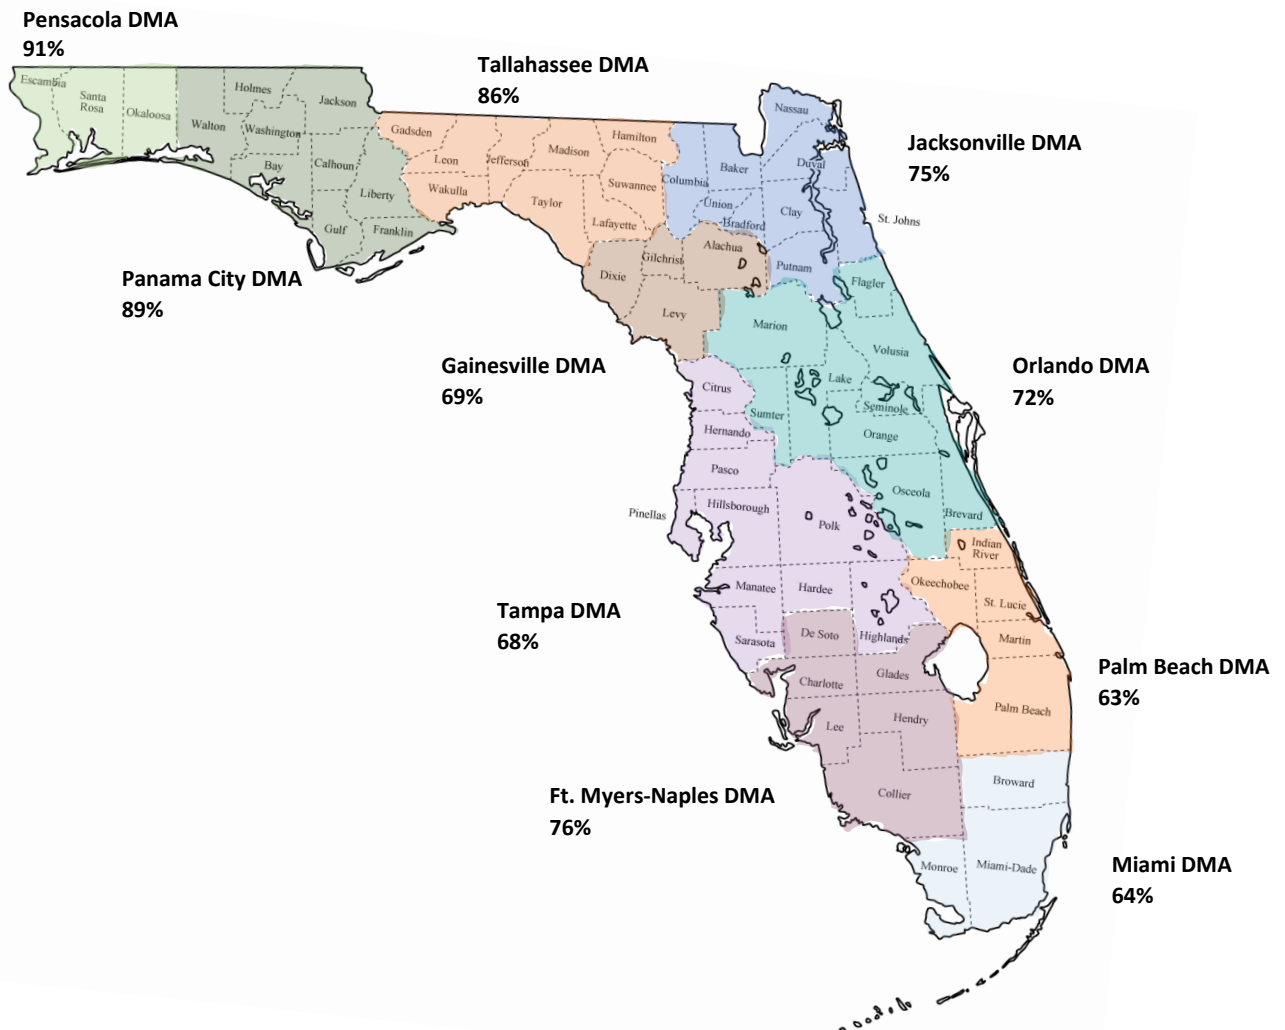 Pensacola DMA
91%
Tallahassee DMA
86%
Jacksonville DMA
75%
Panama City DMA
89%
Gainesville DMA
69%
Orlando DMA
72%
Tampa DMA
68%
Palm Beach DMA
63%
Ft. Myers-Naples DMA
76%
Miami DMA
64%
Escambia
Santa
Rosa
Okaloosa
Holmes
Jackson
Walton
Washington
Bay
Calhoun
Liberty
Gulf
Franklin
Gadsden
Leon
Jefferson
Madison
Hamilton
Wakulla
Taylor
Suwannee
Lafayette
Nassau
Baker
Duval
Columbia
Union
Bradford
Clay
St. Johns
Putnam
Alachua
Gilchrist
Dixie
Levy
Flagler
Marion
Volusia
Lake
Seminole
Sumter
Orange
Osceola
Brevard
Citrus
Hernando
Pasco
Hillsborough
Pinellas
Polk
Manatee
Hardee
Sarasota
Highlands
Indian
River
Okeechobee
St. Lucie
Martin
Palm Beach
De Soto
Charlotte
Glades
Lee
Hendry
Collier
Broward
Monroe
Miami-Dade